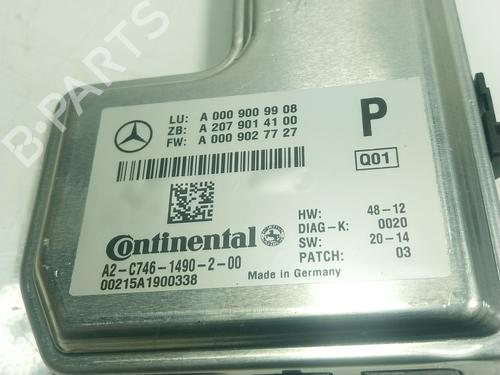 B-PARTS
LU: A 000 900 99 08
ZB: A 207 901 41 00
FW: A 000 902 77 27
P
Q01
Continental
A2-C746-1490-2-00
00215A1900338
HW: 48-12
DIAG-K: 0020
SW: 20-14
PATCH: 03
Made in Germany